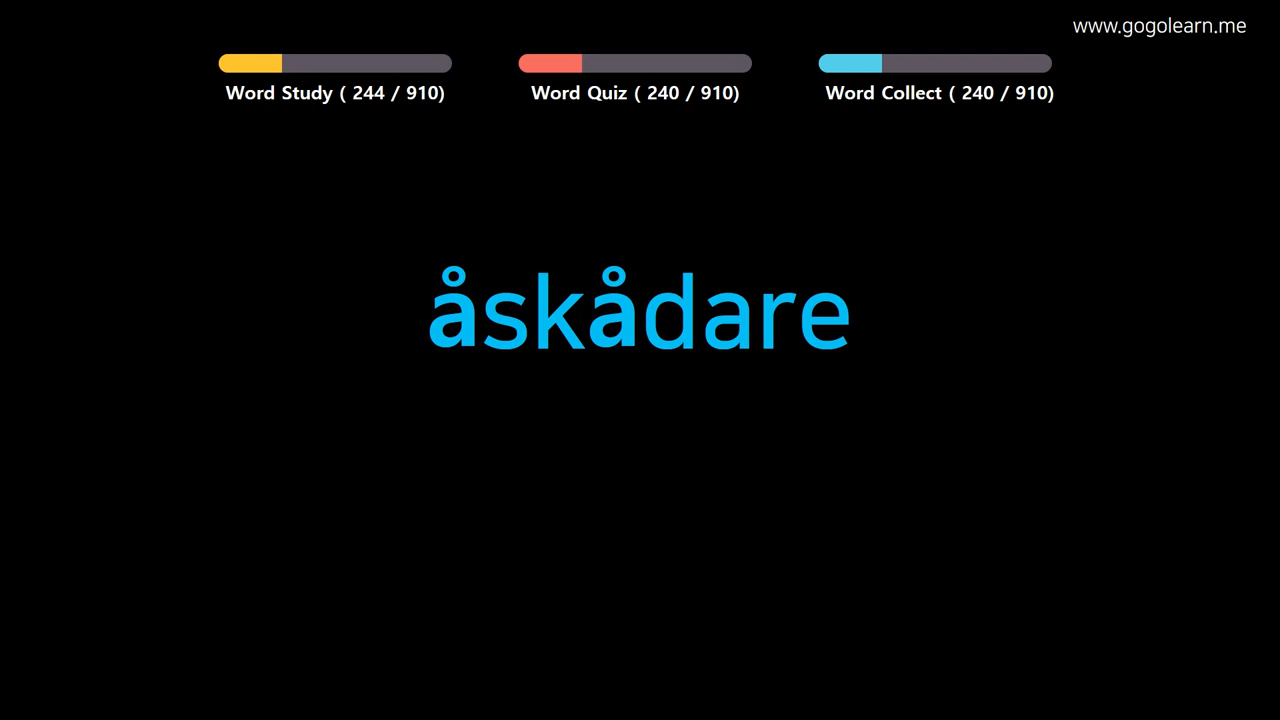 www.gogolearn.me
Word Study ( 244 / 910)
Word Quiz ( 240 / 910)
Word Collect ( 240 / 910)
åskådare